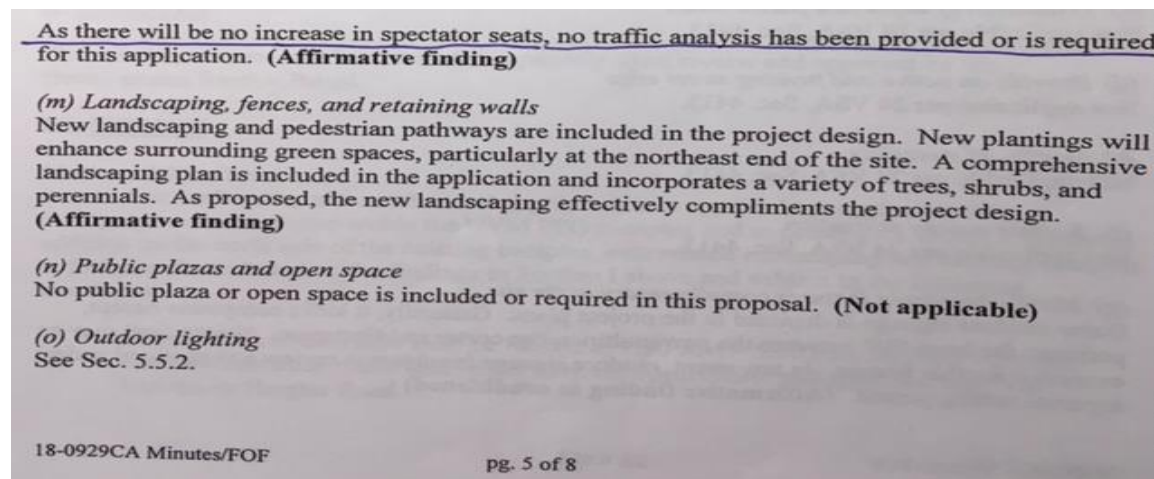 As there will be no increase in spectator seats, no traffic analysis has been provided or is required
for this application. (Affirmative finding)
(m) Landscaping, fences, and retaining walls
New landscaping and pedestrian pathways are included in the project design. New plantings will
enhance surrounding green spaces, particularly at the northeast end of the site. A comprehensive
landscaping plan is included in the application and incorporates a variety of trees, shrubs, and
perennials. As proposed, the new landscaping effectively compliments the project design.
(Affirmative finding)
(n) Public plazas and open space
No public plaza or open space is included or required in this proposal. (Not applicable)
(o) Outdoor lighting
See Sec. 5.5.2.
18-0929CA Minutes/FOF
pg. 5 of 8